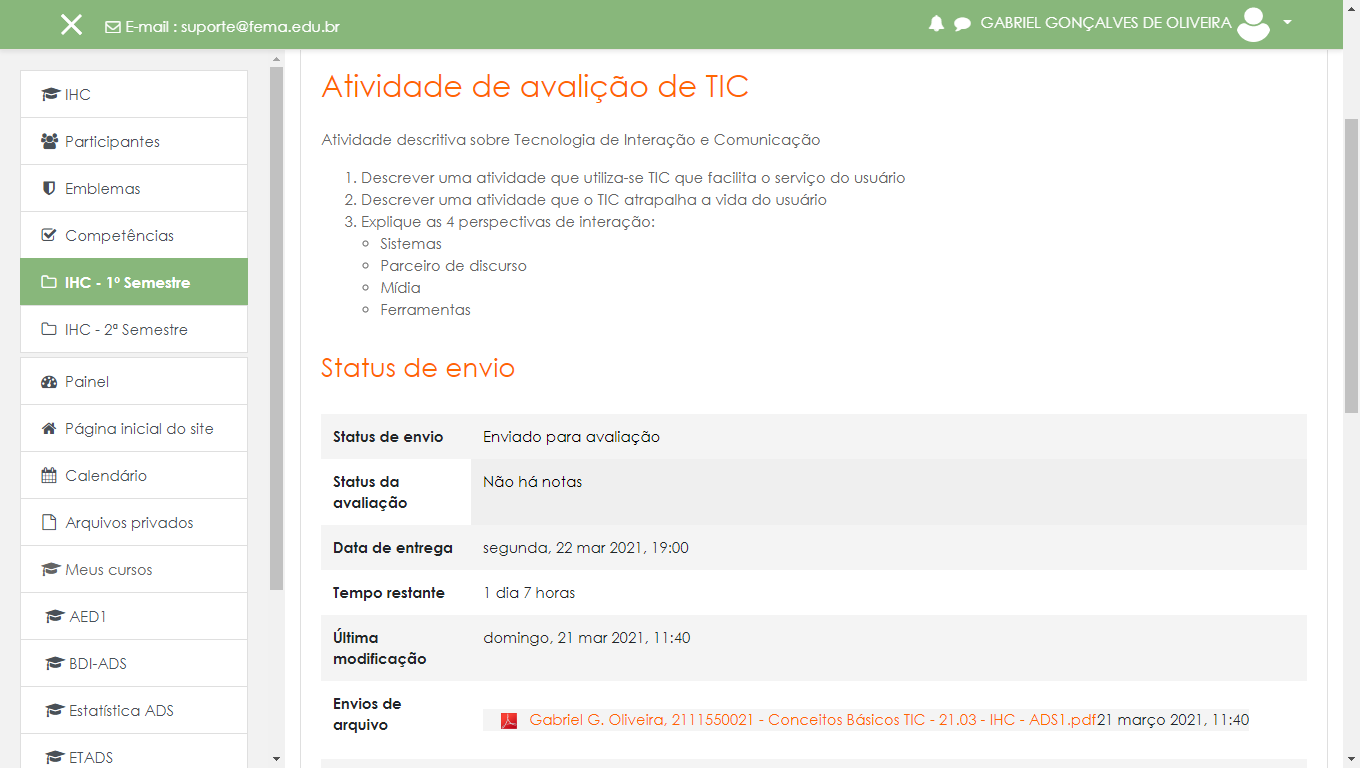 E-mail : suporte@fema.edu.br
GABRIEL GONÇALVES DE OLIVEIRA
IHC
Participantes
Emblemas
Competências
IHC - 1º Semestre
IHC - 2ª Semestre
Painel
Página inicial do site
Calendário
Arquivos privados
Meus cursos
AED1
BDI-ADS
Estatística ADS
ETADS
Atividade de avalição de TIC
Atividade descritiva sobre Tecnologia de Interação e Comunicação
1. Descrever uma atividade que utiliza-se TIC que facilita o serviço do usuário
2. Descrever uma atividade que o TIC atrapalha a vida do usuário
3. Explique as 4 perspectivas de interação:
Sistemas
Parceiro de discurso
Mídia
Ferramentas
Status de envio
Status de envio Enviado para avaliação
Status da Não há notas
avaliação
Data de entrega segunda, 22 mar 2021, 19:00
Tempo restante 1 dia 7 horas
Última domingo, 21 mar 2021, 11:40
modificação
Envios de
arquivo
Gabriel G. Oliveira, 2111550021 - Conceitos Básicos TIC - 21.03 - IHC - ADS1.pdf21 março 2021, 11:40